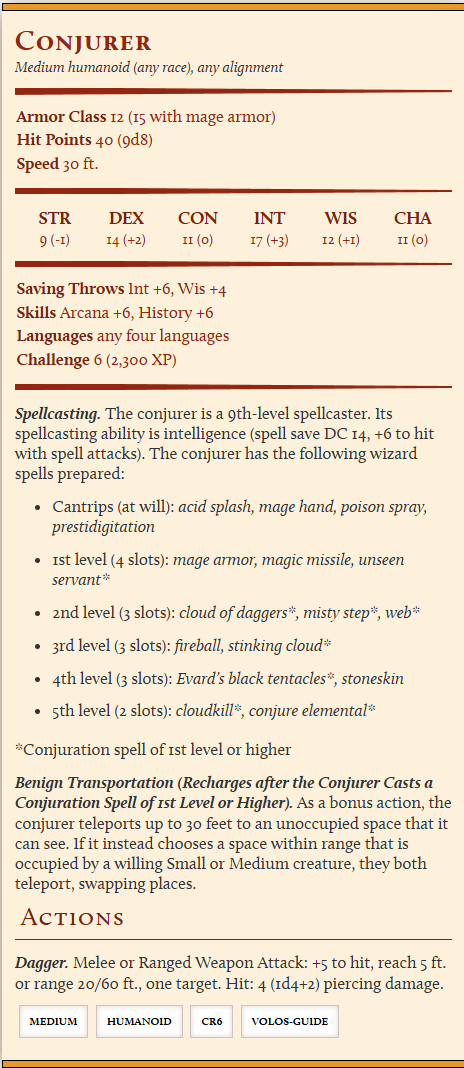 Conjurer
Medium humanoid (any race), any alignment
Armor Class 12 (15 with mage armor)
Hit Points 40 (9d8)
Speed 30 ft.
STR DEX CON INT WIS CHA
9 (-1) 14 (+2) 11 (0) 17 (+3) 12 (+1) 11 (0)
Saving Throws Int +6, Wis +4
Skills Arcana +6, History +6
Languages any four languages
Challenge 6 (2,300 XP)
Spellcasting. The conjurer is a 9th-level spellcaster. Its
spellcasting ability is intelligence (spell save DC 14, +6 to hit
with spell attacks). The conjurer has the following wizard
spells prepared:
• Cantrips (at will): acid splash, mage hand, poison spray,
prestidigitation
• 1st level (4 slots): mage armor, magic missile, unseen
servant*
• 2nd level (3 slots): cloud of daggers*, misty step*, web*
• 3rd level (3 slots): fireball, stinking cloud*
• 4th level (3 slots): Evard's black tentacles*, stoneskin
• 5th level (2 slots): cloudkill*, conjure elemental*
*Conjuration spell of 1st level or higher
Benign Transportation (Recharges after the Conjurer Casts a
Conjuration Spell of 1st Level or Higher). As a bonus action, the
conjurer teleports up to 30 feet to an unoccupied space that it
can see. If it instead chooses a space within range that is
occupied by a willing Small or Medium creature, they both
teleport, swapping places.
Actions
Dagger. Melee or Ranged Weapon Attack: +5 to hit, reach 5 ft.
or range 20/60 ft., one target. Hit: 4 (1d4+2) piercing damage.
MEDIUM HUMANOID CR6 VOLOS-GUIDE